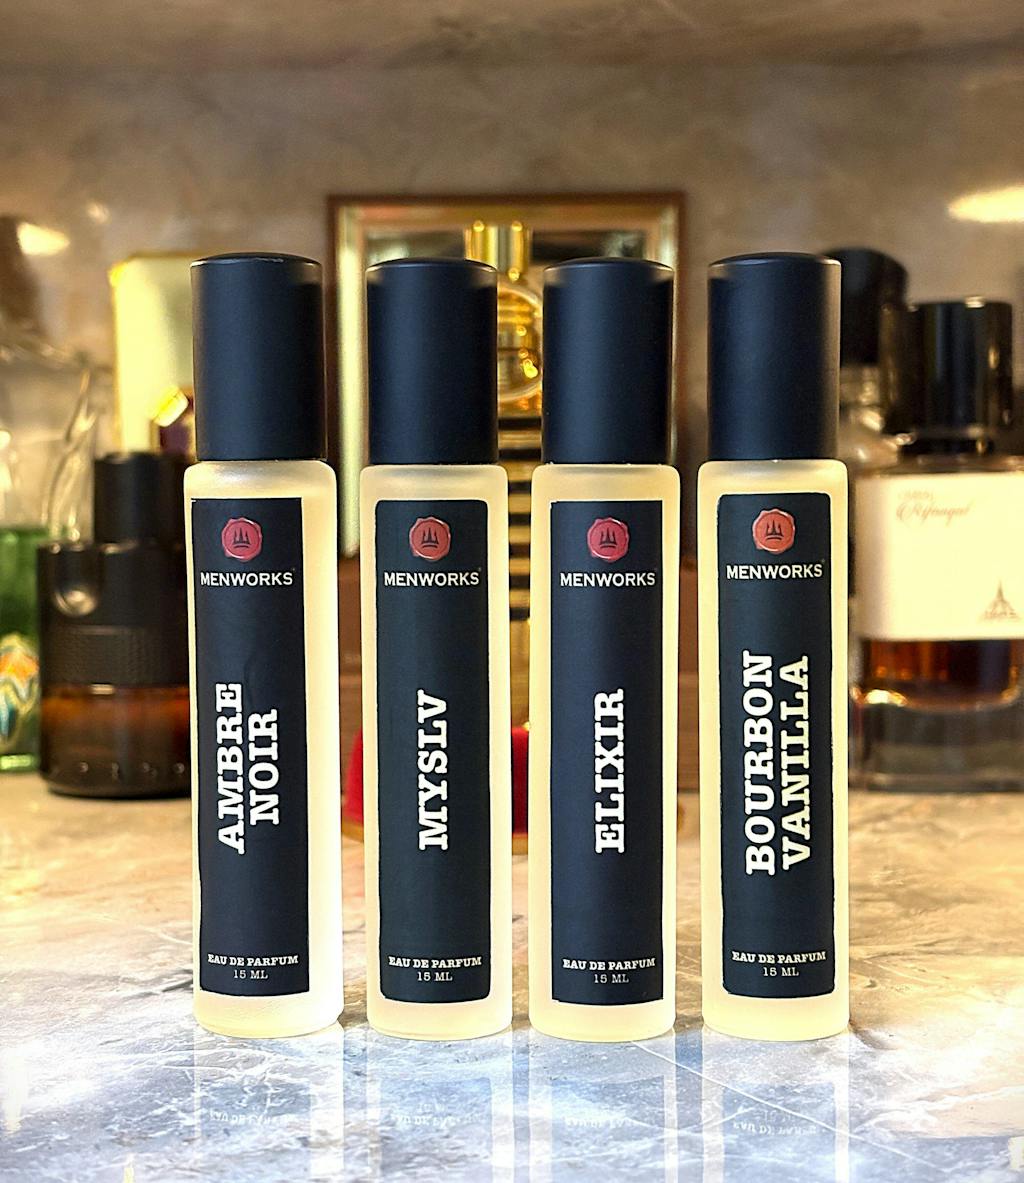 MENWORKS
AMBRE
NOIR
EAU DE PARFUM
15 ML
MENWORKS
MYSLV
EAU DE PARFUM
15 ML
MENWORKS
ELIXIR
EAU DE PARFUM
15 ML
MENWORKS
BOURBON
VANILLA
EAU DE PARFUM
15 ML